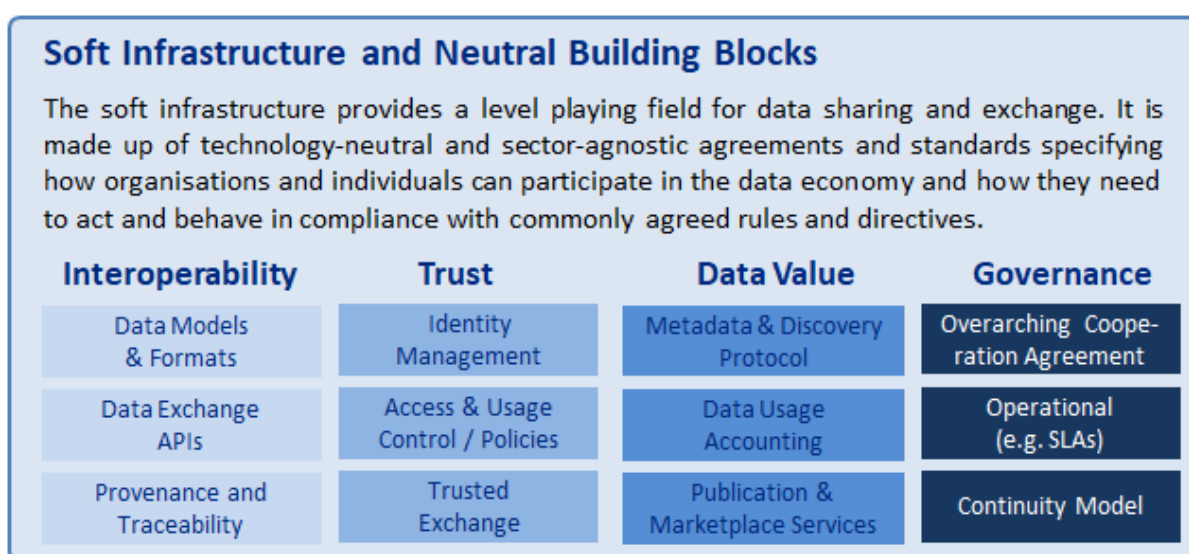 Soft Infrastructure and Neutral Building Blocks
The soft infrastructure provides a level playing field for data sharing and exchange. It is
made up of technology-neutral and sector-agnostic agreements and standards specifying
how organisations and individuals can participate in the data economy and how they need
to act and behave in compliance with commonly agreed rules and directives.
Interoperability
Data Models
& Formats
Data Exchange
APIs
Provenance and
Traceability
Trust
Identity
Management
Access & Usage
Control / Policies
Trusted
Exchange
Data Value
Metadata & Discovery
Protocol
Data Usage
Accounting
Publication &
Marketplace Services
Governance
Overarching Coope-
ration Agreement
Operational
(e.g. SLAs)
Continuity Model